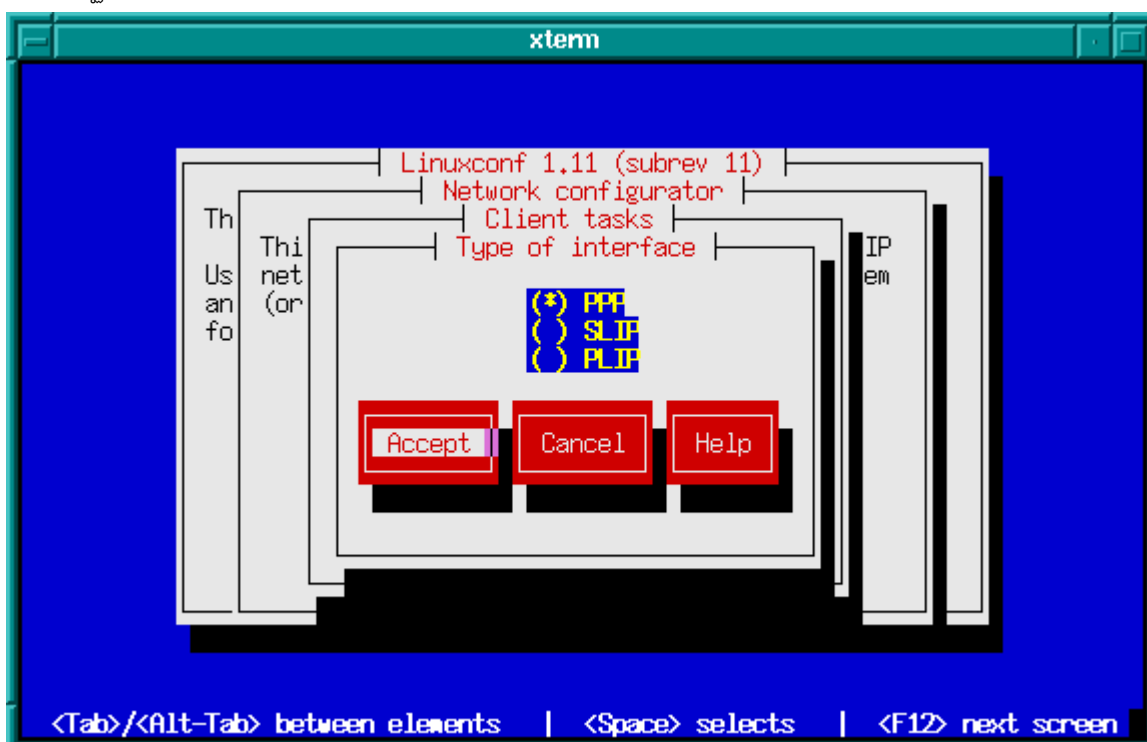 xterm
Linuxconf 1.11 (subrev 11)
Network configurator
Th Client tasks
Thi Type of interface IP
Us net em
an (or (*) PPP
fo ( ) SLIP
( ) PLIP
Accept Cancel Help
<Tab>/<Alt-Tab> between elements | <Space> selects | <F12> next screen